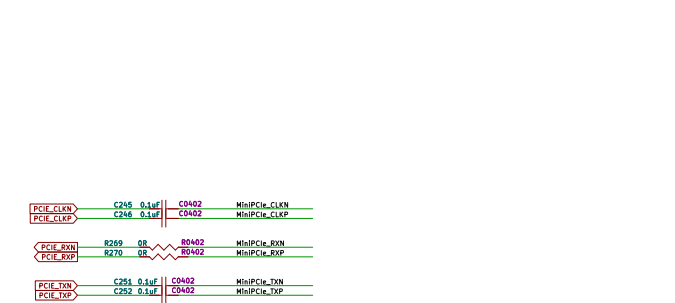 PCIE_CLKN C245 0.1uF C0402 MiniPCIe_CLKN
PCIE_CLKP C246 0.1uF C0402 MiniPCIe_CLKP
PCIE_RXN R269 0R R0402 MiniPCIe_RXN
PCIE_RXP R270 0R R0402 MiniPCIe_RXP
PCIE_TXN C251 0.1uF C0402 MiniPCIe_TXN
PCIE_TXP C252 0.1uF C0402 MiniPCIe_TXP